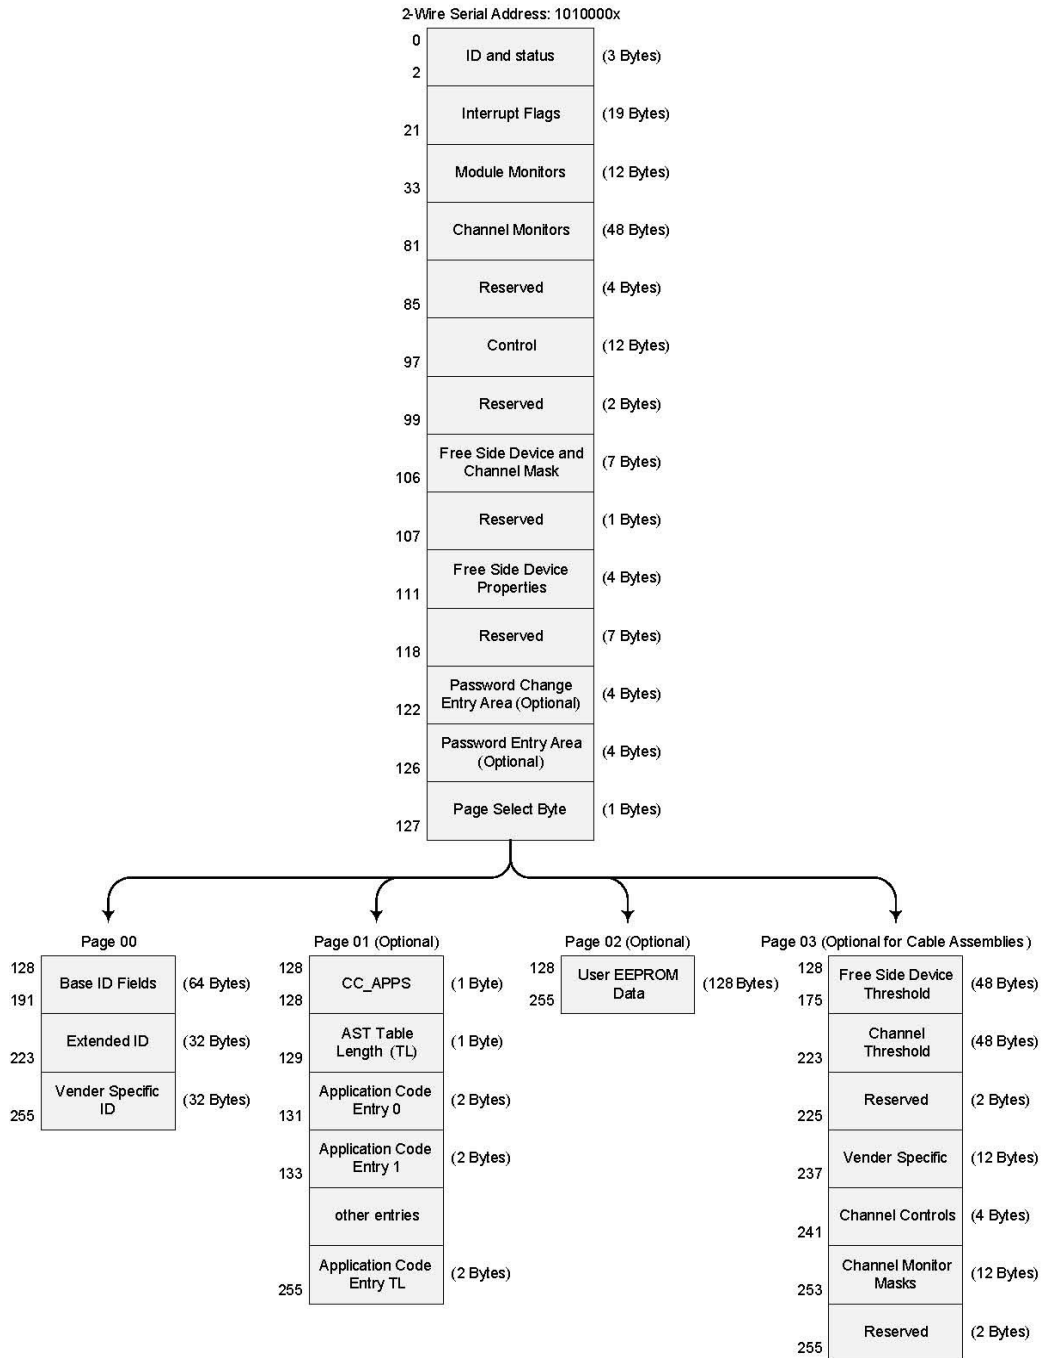 2-Wire Serial Address: 1010000x
0
ID and status (3 Bytes)
2
Interrupt Flags (19 Bytes)
21
Module Monitors (12 Bytes)
33
Channel Monitors (48 Bytes)
81
Reserved (4 Bytes)
85
Control (12 Bytes)
97
Reserved (2 Bytes)
99
Free Side Device and
Channel Mask
(7 Bytes)
106
Reserved (1 Bytes)
107
Free Side Device
Properties
(4 Bytes)
111
Reserved (7 Bytes)
118
Password Change
Entry Area (Optional)
(4 Bytes)
122
Password Entry Area
(Optional)
(4 Bytes)
126
Page Select Byte (1 Bytes)
127
Page 00
128
Base ID Fields (64 Bytes)
191
Extended ID (32 Bytes)
223
Vender Specific
ID
(32 Bytes)
255
Page 01 (Optional)
128
CC_APPS (1 Byte)
128
AST Table
Length (TL)
(1 Byte)
129
Application Code
Entry 0
(2 Bytes)
131
Application Code
Entry 1
(2 Bytes)
133
other entries
Application Code
Entry TL
(2 Bytes)
255
Page 02 (Optional)
128
User EEPROM
Data
(128 Bytes)
255
Page 03 (Optional for Cable Assemblies )
128
Free Side Device
Threshold
(48 Bytes)
175
Channel
Threshold
(48 Bytes)
223
Reserved (2 Bytes)
225
Vender Specific (12 Bytes)
237
Channel Controls (4 Bytes)
241
Channel Monitor
Masks
(12 Bytes)
253
Reserved (2 Bytes)
255